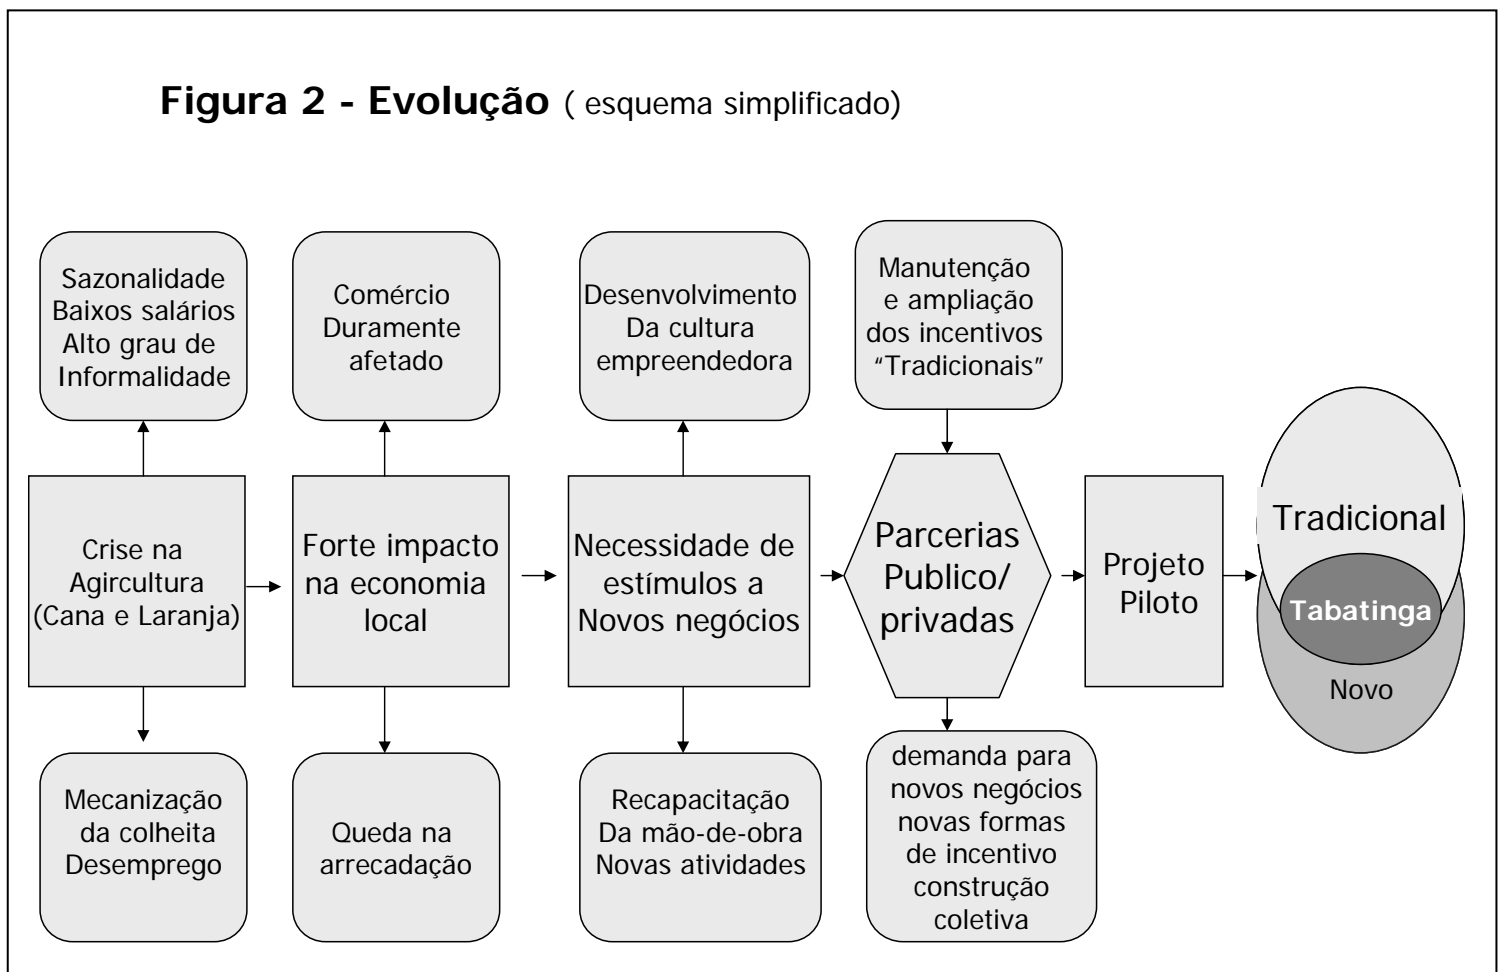 Figura 2 - Evolução ( esquema simplificado)
Sazonalidade
Baixos salários
Alto grau de
Informalidade
Comércio
Duramente
afetado
Desenvolvimento
Da cultura
empreendedora
Manutenção
e ampliação
dos incentivos
“Tradicionais”
Crise na
Agircultura
(Cana e Laranja)
Forte impacto
na economia
local
Necessidade de
estímulos a
Novos negócios
Parcerias
Publico/
privadas
Projeto
Piloto
Tradicional
Tabatinga
Novo
Mecanização
da colheita
Desemprego
Queda na
arrecadação
Recapacitação
Da mão-de-obra
Novas atividades
demanda para
novos negócios
novas formas
de incentivo
construção
coletiva